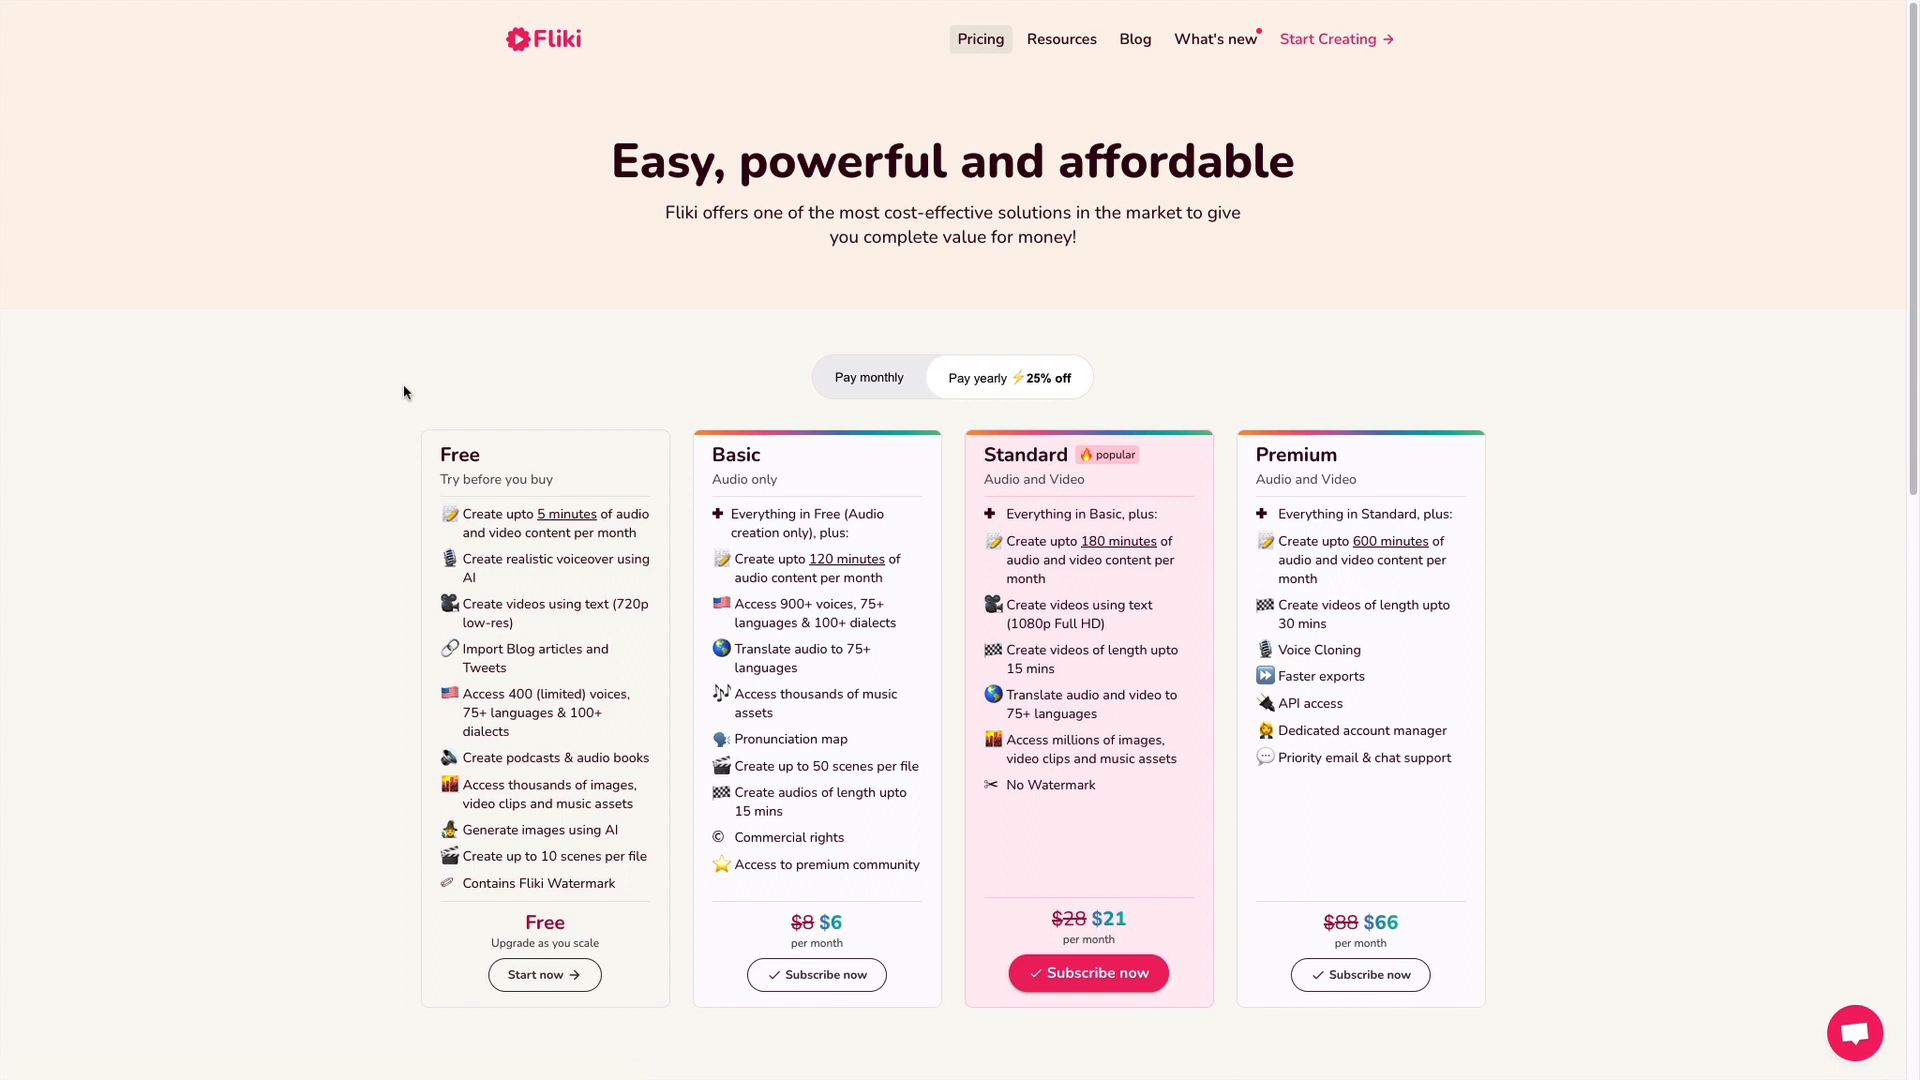 Fliki
Pricing
Resources
Blog
What's new
Start Creating →
Easy, powerful and affordable
Fliki offers one of the most cost-effective solutions in the market to give
you complete value for money!
Pay monthly
Pay yearly ⚡25% off
Free
Try before you buy
Create upto 5 minutes of audio
and video content per month
Create realistic voiceover using
AI
Create videos using text (720p
low-res)
Import Blog articles and
Tweets
Access 400 (limited) voices,
75+ languages & 100+
dialects
Create podcasts & audio books
Access thousands of images,
video clips and music assets
Generate images using AI
Create up to 10 scenes per file
Contains Fliki Watermark
Free
Upgrade as you scale
Start now →
Basic
Audio only
Everything in Free (Audio
creation only), plus:
Create upto 120 minutes of
audio content per month
Access 900+ voices, 75+
languages & 100+ dialects
Translate audio to 75+
languages
Access thousands of music
assets
Pronunciation map
Create up to 50 scenes per file
Create audios of length upto
15 mins
© Commercial rights
Access to premium community
$8 $6
per month
✓ Subscribe now
Standard 🔥 popular
Audio and Video
Everything in Basic, plus:
Create upto 180 minutes of
audio and video content per
month
Create videos using text
(1080p Full HD)
Create videos of length upto
15 mins
Translate audio and video to
75+ languages
Access millions of images,
video clips and music assets
No Watermark
$28 $21
per month
✓ Subscribe now
Premium
Audio and Video
Everything in Standard, plus:
Create upto 600 minutes of
audio and video content per
month
Create videos of length upto
30 mins
Voice Cloning
Faster exports
API access
Dedicated account manager
Priority email & chat support
$88 $66
per month
✓ Subscribe now